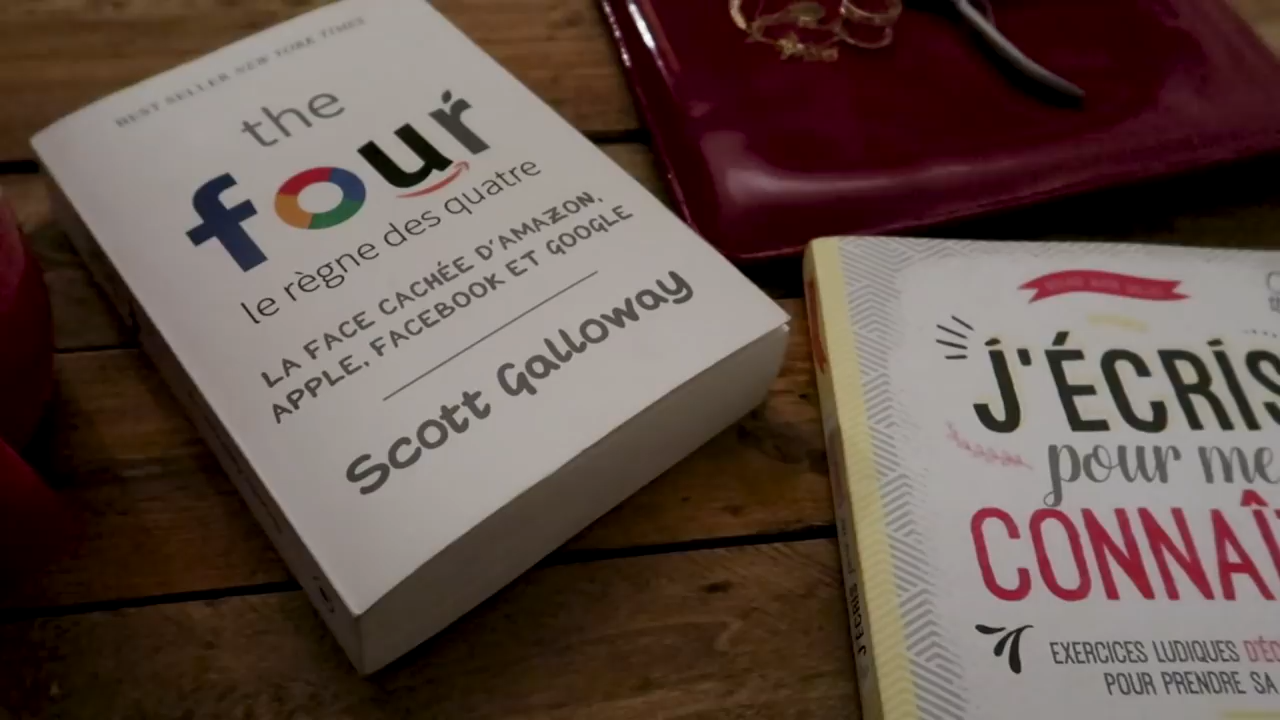 BEST SELLER NEW YORK TIMES
the
four
le règne des quatre
LA FACE CACHÉE D'AMAZON,
APPLE, FACEBOOK ET GOOGLE
Scott Galloway
J'ÉCRIS
pour me
CONNAÎ
EXERCICES LUDIQUES D'ÉC
POUR PRENDRE SA
J'ÉCRIS